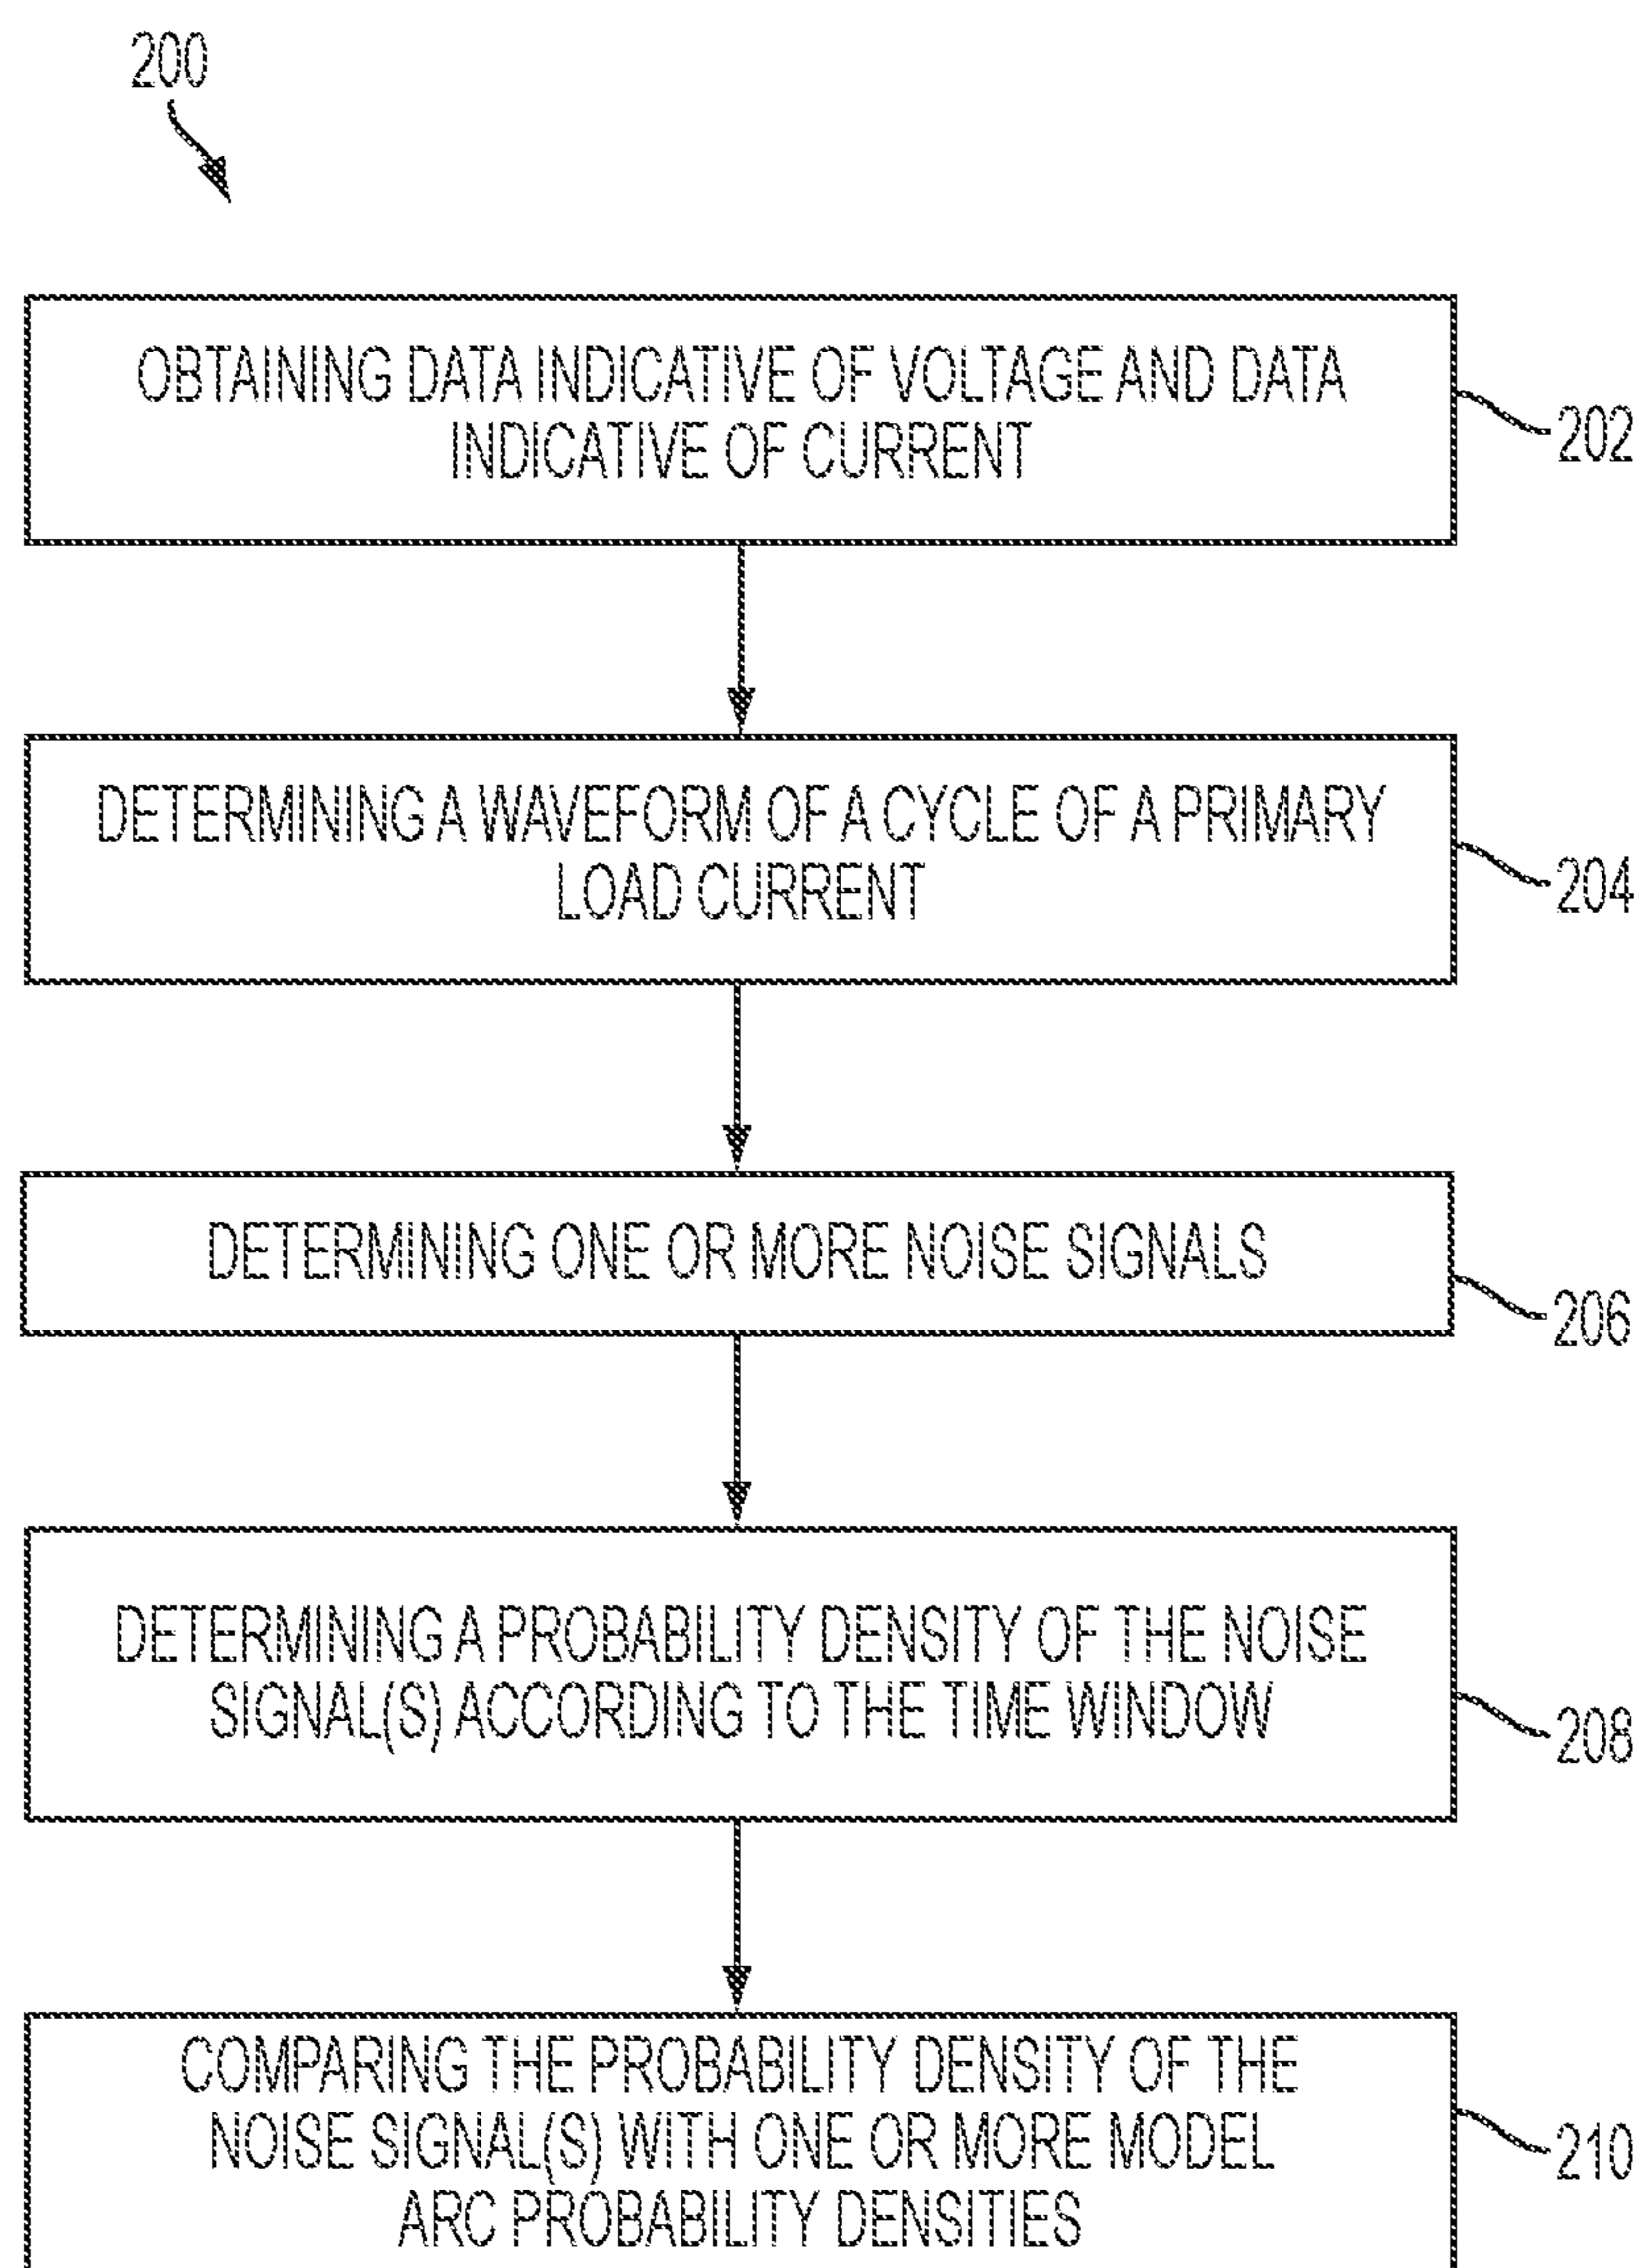 200
OBTAINING DATA INDICATIVE OF VOLTAGE AND DATA
INDICATIVE OF CURRENT
202
DETERMINING A WAVEFORM OF A CYCLE OF A PRIMARY
LOAD CURRENT
204
DETERMINING ONE OR MORE NOISE SIGNALS
206
DETERMINING A PROBABILITY DENSITY OF THE NOISE
SIGNAL(S) ACCORDING TO THE TIME WINDOW
208
COMPARING THE PROBABILITY DENSITY OF THE
NOISE SIGNAL(S) WITH ONE OR MORE MODEL
ARC PROBABILITY DENSITIES
210